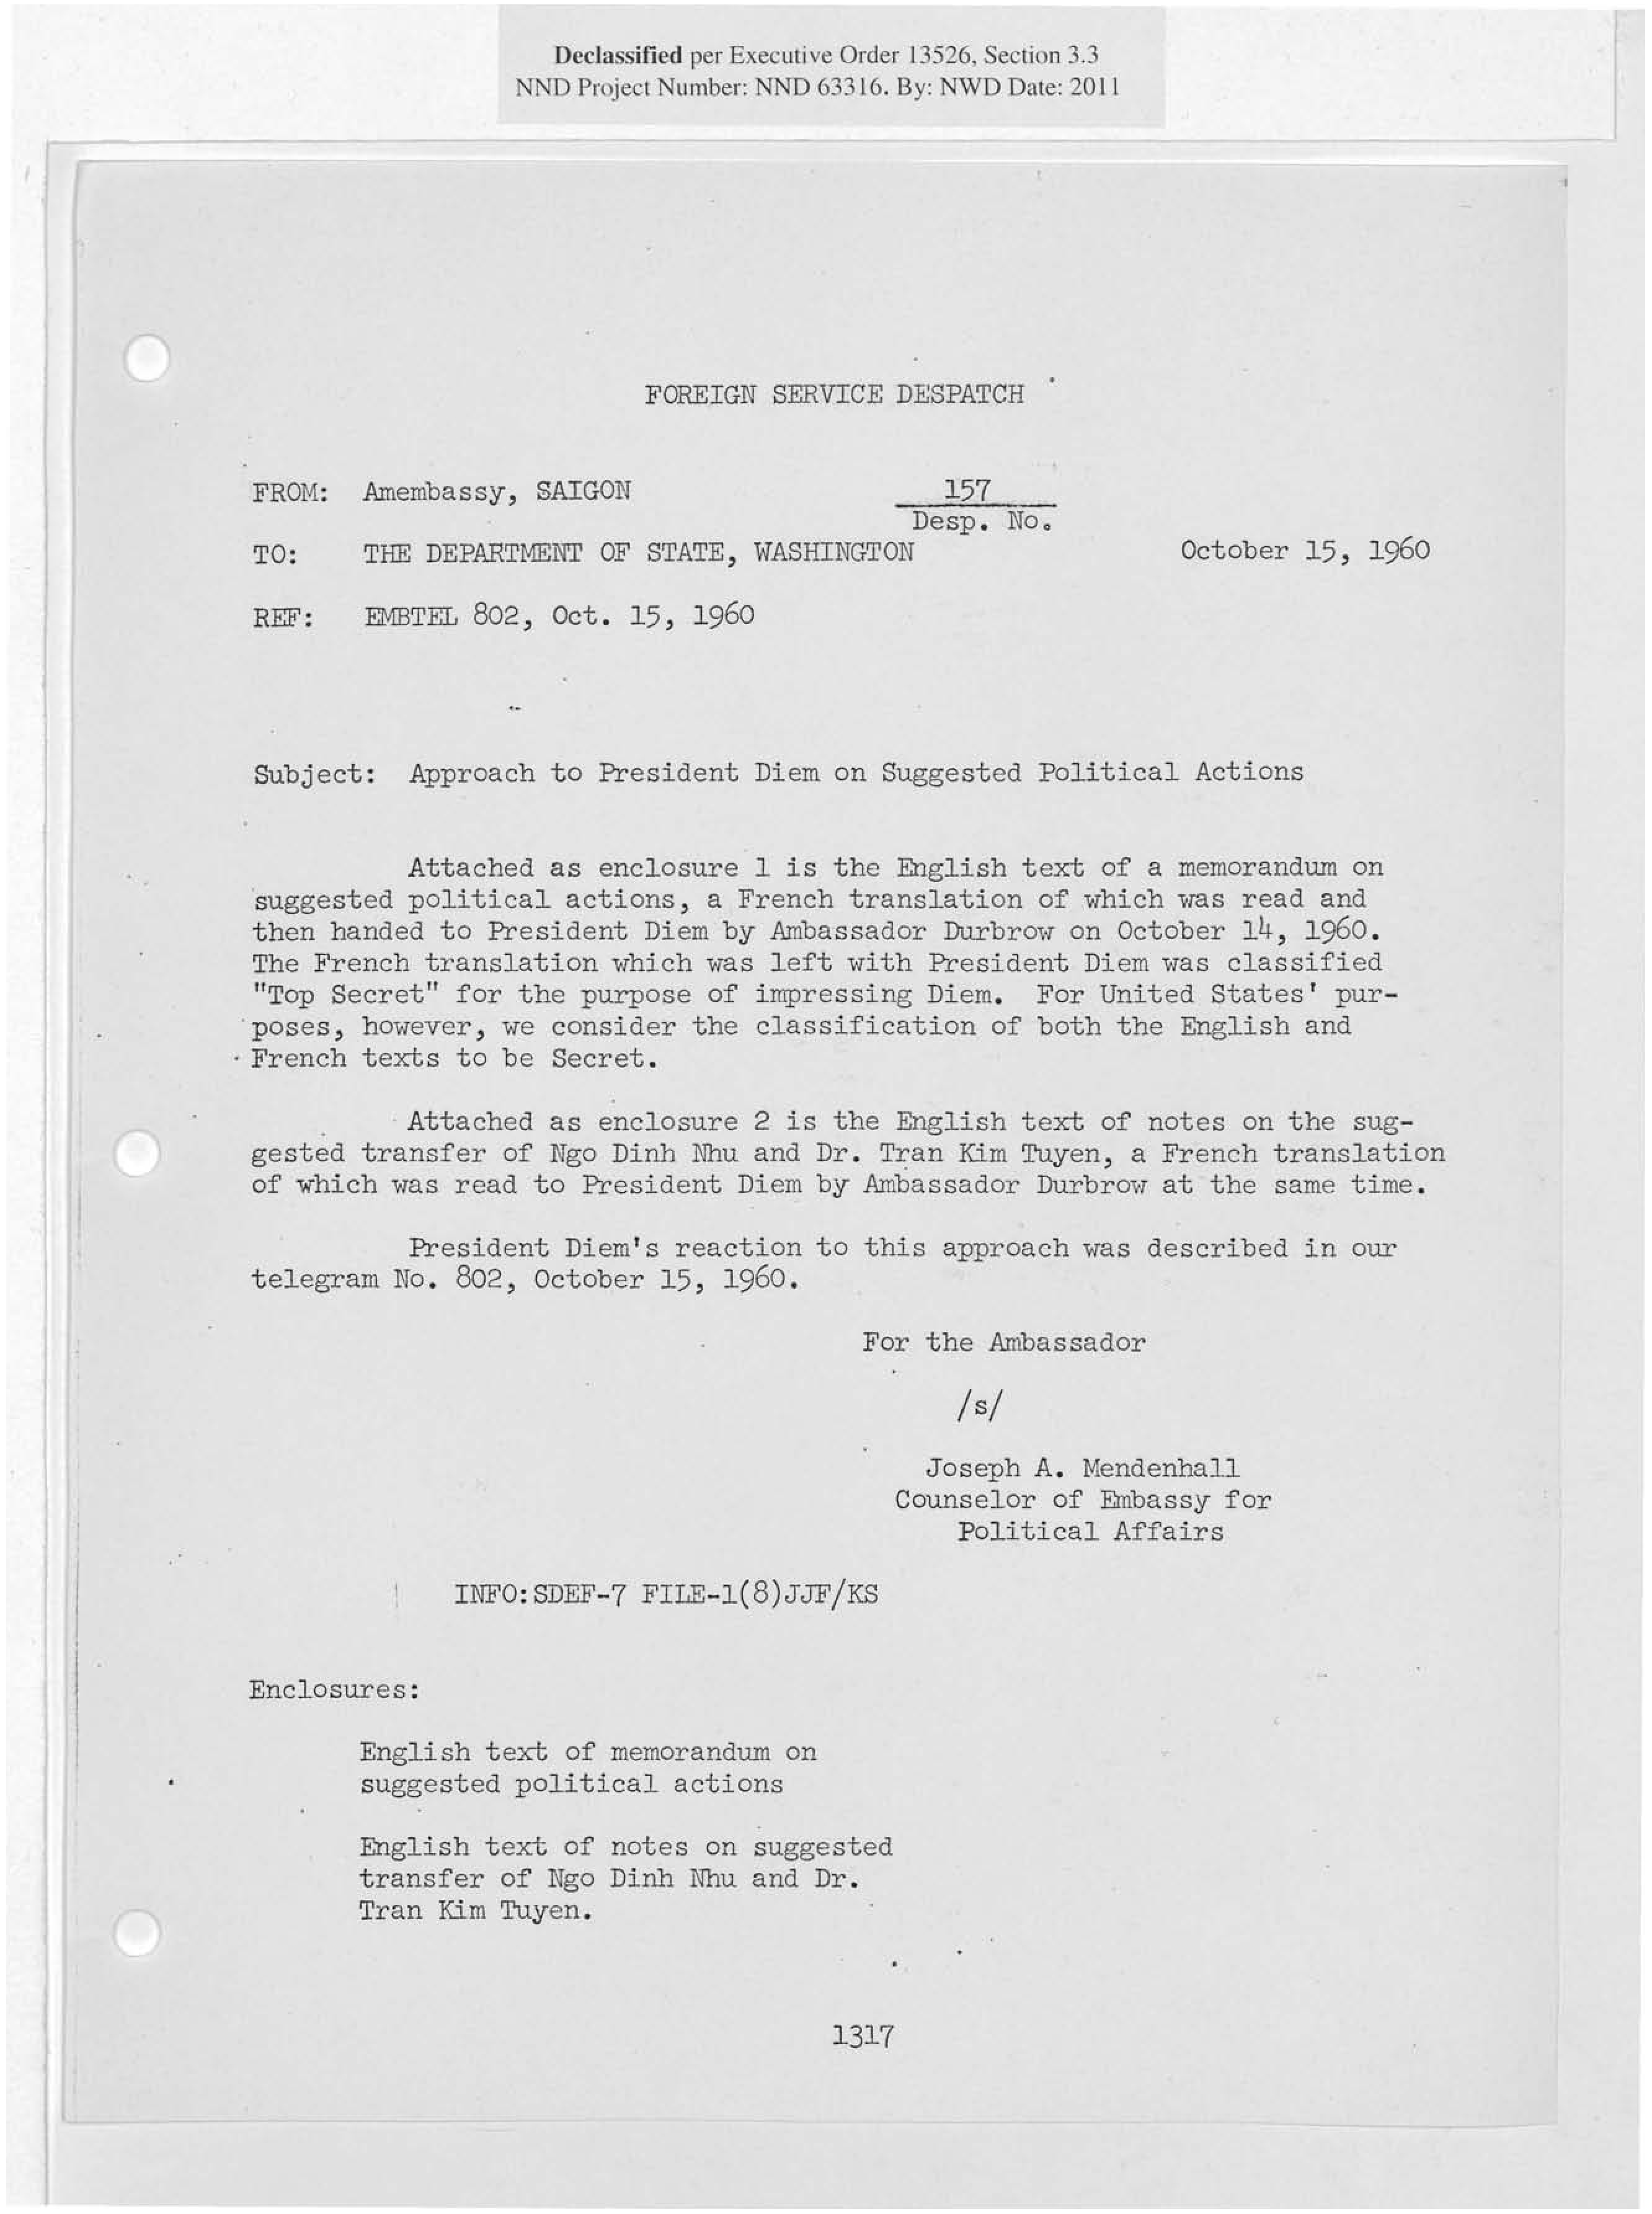 Declassified per Executive Order 13526, Section 3.3
NND Project Number: NND 63316. By: NWD Date: 2011
FOREIGN SERVICE DESPATCH
FROM: Amembassy, SAIGON 157
Desp. No.
TO: THE DEPARTMENT OF STATE, WASHINGTON October 15, 1960
REF: EMBTEL 802, Oct. 15, 1960
Subject: Approach to President Diem on Suggested Political Actions
Attached as enclosure 1 is the English text of a memorandum on
suggested political actions, a French translation of which was read and
then handed to President Diem by Ambassador Durbrow on October 14, 1960.
The French translation which was left with President Diem was classified
"Top Secret" for the purpose of impressing Diem. For United States' pur-
poses, however, we consider the classification of both the English and
French texts to be Secret.
Attached as enclosure 2 is the English text of notes on the sug-
gested transfer of Ngo Dinh Nhu and Dr. Tran Kim Tuyen, a French translation
of which was read to President Diem by Ambassador Durbrow at the same time.
President Diem's reaction to this approach was described in our
telegram No. 802, October 15, 1960.
For the Ambassador
/s/
Joseph A. Mendenhall
Counselor of Embassy for
Political Affairs
INFO:SDEF-7 FILE-1(8)JJF/KS
Enclosures:
English text of memorandum on
suggested political actions
English text of notes on suggested
transfer of Ngo Dinh Nhu and Dr.
Tran Kim Tuyen.
1317